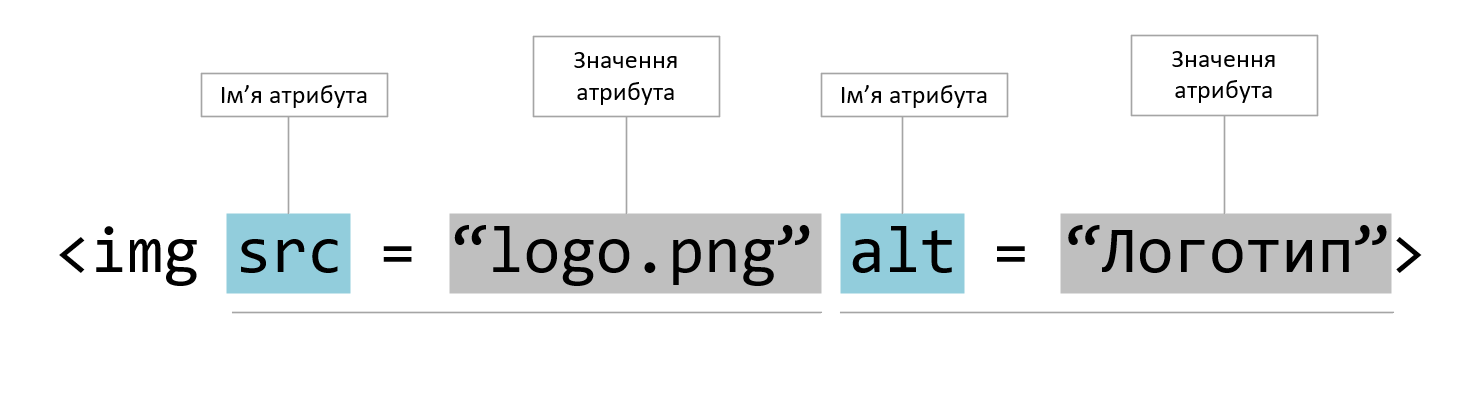 Ім’я атрибута
Значення
атрибута
Ім’я атрибута
Значення
атрибута
<img src = “logo.png” alt = “Логотип”>